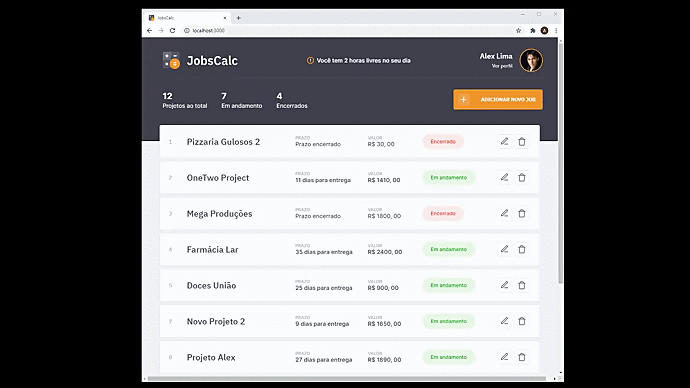 JobsCalc
localhost:3000
JobsCalc
Você tem 2 horas livres no seu dia
Alex Lima
Ver perfil
12
Projetos ao total
7
Em andamento
4
Encerrados
ADICIONAR NOVO JOB
1
Pizzaria Gulosos 2
PRAZO
Prazo encerrado
VALOR
R$ 30, 00
Encerrado
2
OneTwo Project
PRAZO
11 dias para entrega
VALOR
R$ 1410, 00
Em andamento
3
Mega Produções
PRAZO
Prazo encerrado
VALOR
R$ 1800, 00
Encerrado
4
Farmácia Lar
PRAZO
35 dias para entrega
VALOR
R$ 2400, 00
Em andamento
5
Doces União
PRAZO
25 dias para entrega
VALOR
R$ 900, 00
Em andamento
7
Novo Projeto 2
PRAZO
9 dias para entrega
VALOR
R$ 1650, 00
Em andamento
Projeto Alex
PRAZO
27 dias para entrega
VALOR
R$ 1890, 00
Em andamento